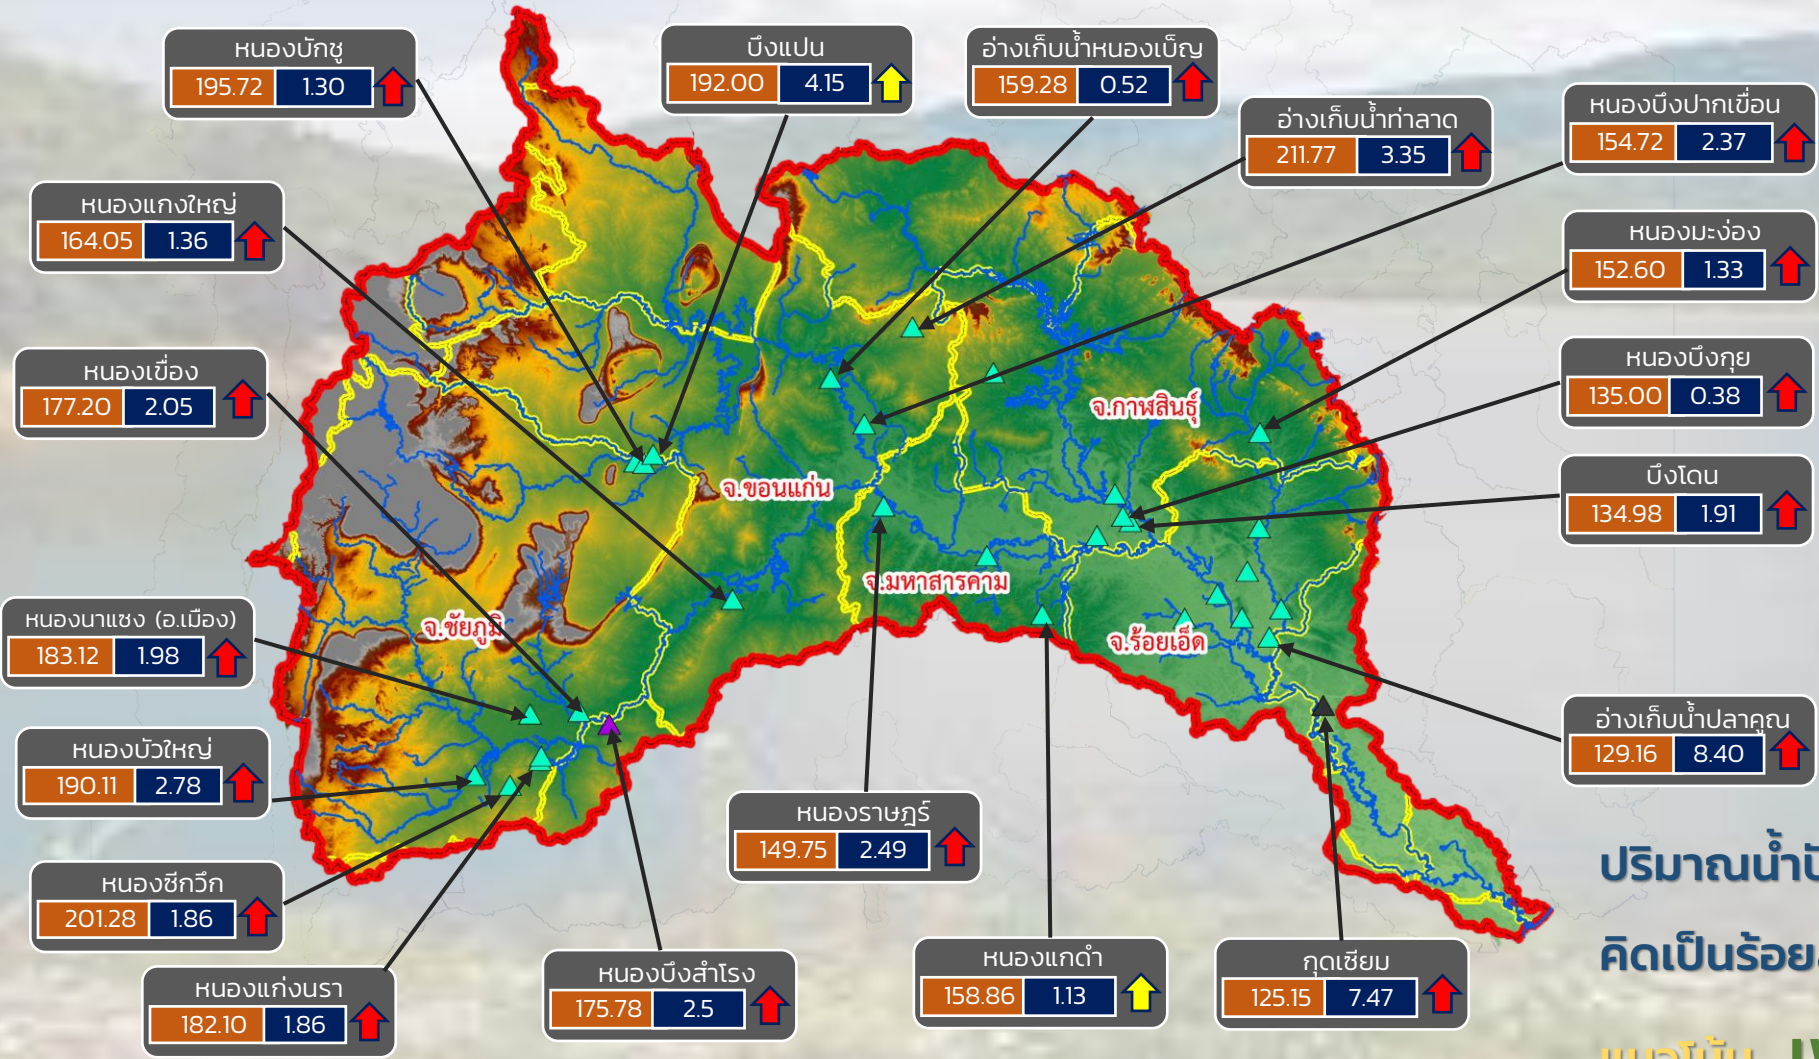 หนองบักชู
195.72 1.30
บึงแปน
192.00 4.15
อ่างเก็บน้ำหนองเบ็ญ
159.28 0.52
อ่างเก็บน้ำท่าลาด
211.77 3.35
หนองบึงปากเขื่อน
154.72 2.37
หนองแกงใหญ่
164.05 1.36
หนองมะง่อง
152.60 1.33
หนองเขื่อง
177.20 2.05
หนองบึงกุย
135.00 0.38
จ.กาฬสินธุ์
บึงโดน
134.98 1.91
จ.ขอนแก่น
จ.มหาสารคาม
หนองนาแซง (อ.เมือง)
183.12 1.98
จ.ชัยภูมิ
จ.ร้อยเอ็ด
อ่างเก็บน้ำปลาคูณ
129.16 8.40
หนองบัวใหญ่
190.11 2.78
หนองราษฎร์
149.75 2.49
หนองซีกวึก
201.28 1.86
หนองแก่งนรา
182.10 1.86
หนองบึงสำโรง
175.78 2.5
หนองแกดำ
158.86 1.13
กุดเชียม
125.15 7.47
ปริมาณน้ำ
คิดเป็นร้อย
แนวโน้ม